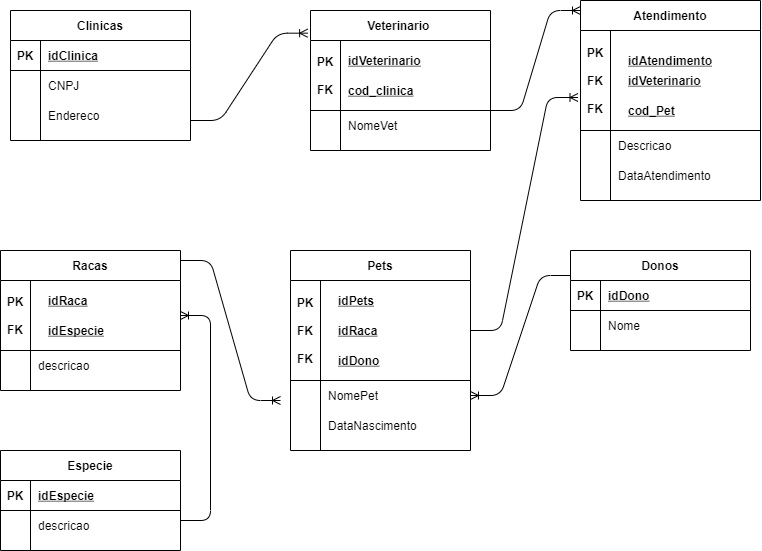 Clinicas
PK idClinica
CNPJ
Endereco
Veterinario
PK idVeterinario
FK cod_clinica
NomeVet
Atendimento
PK idAtendimento
FK idVeterinario
FK cod_Pet
Descricao
DataAtendimento
Racas
PK idRaca
FK idEspecie
descricao
Pets
PK idPets
FK idRaca
FK idDono
NomePet
DataNascimento
Donos
PK idDono
Nome
Especie
PK idEspecie
descricao